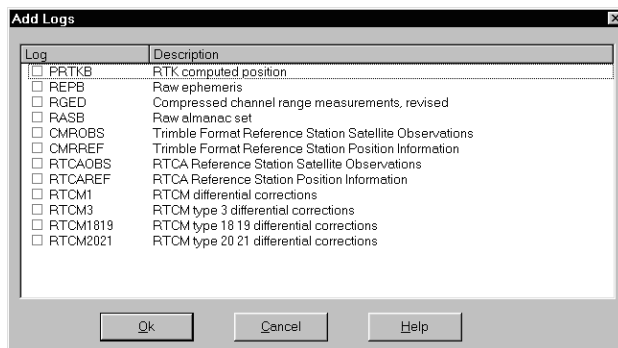 Add Logs
Log Description
PRTKB RTK computed position
REPB Raw ephemeris
RGED Compressed channel range measurements, revised
RASB Raw almanac set
CMROBS Trimble Format Reference Station Satellite Observations
CMRREF Trimble Format Reference Station Position Information
RTCAOBS RTCA Reference Station Satellite Observations
RTCAREF RTCA Reference Station Position Information
RTCM1 RTCM differential corrections
RTCM3 RTCM type 3 differential corrections
RTCM1819 RTCM type 18 19 differential corrections
RTCM2021 RTCM type 20 21 differential corrections
Ok Cancel Help